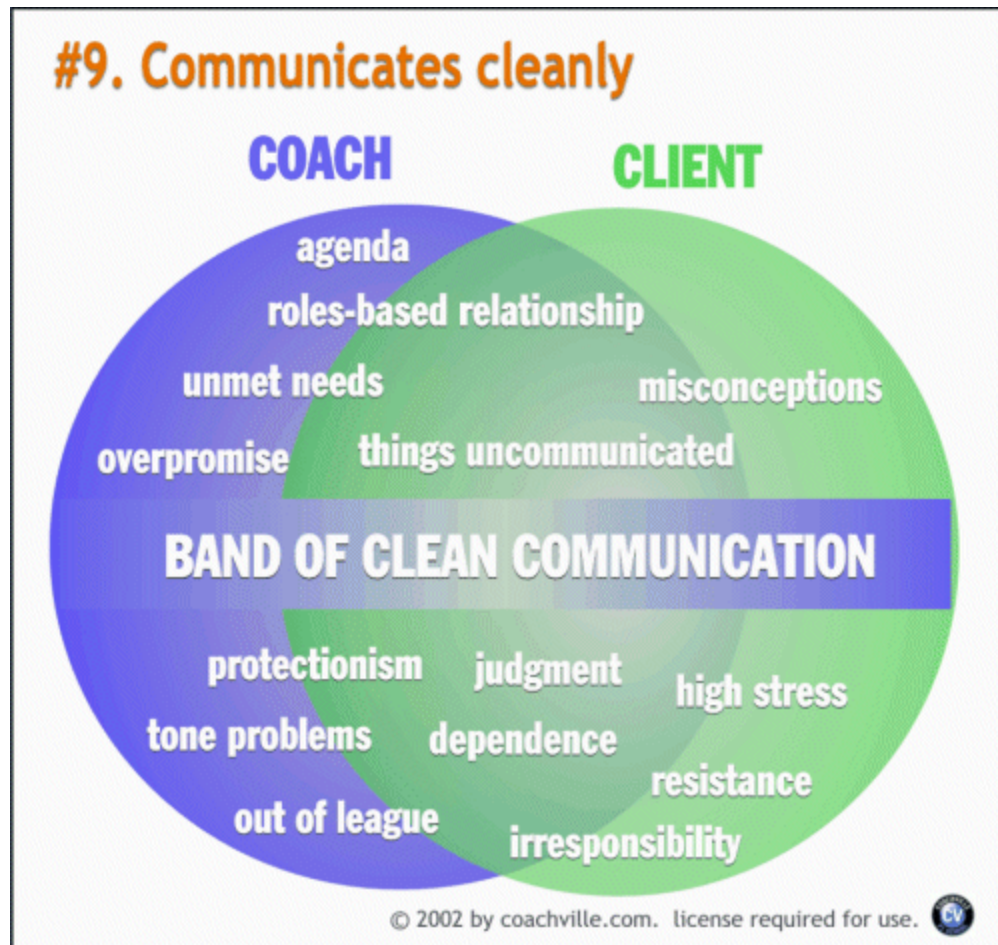 #9. Communicates cleanly
COACH
CLIENT
agenda
roles-based relationship
unmet needs
misconceptions
overpromise
things uncommunicated
BAND OF CLEAN COMMUNICATION
protectionism
judgment
high stress
tone problems
dependence
resistance
out of league
irresponsibility
© 2002 by coachville.com. license required for use.
CV